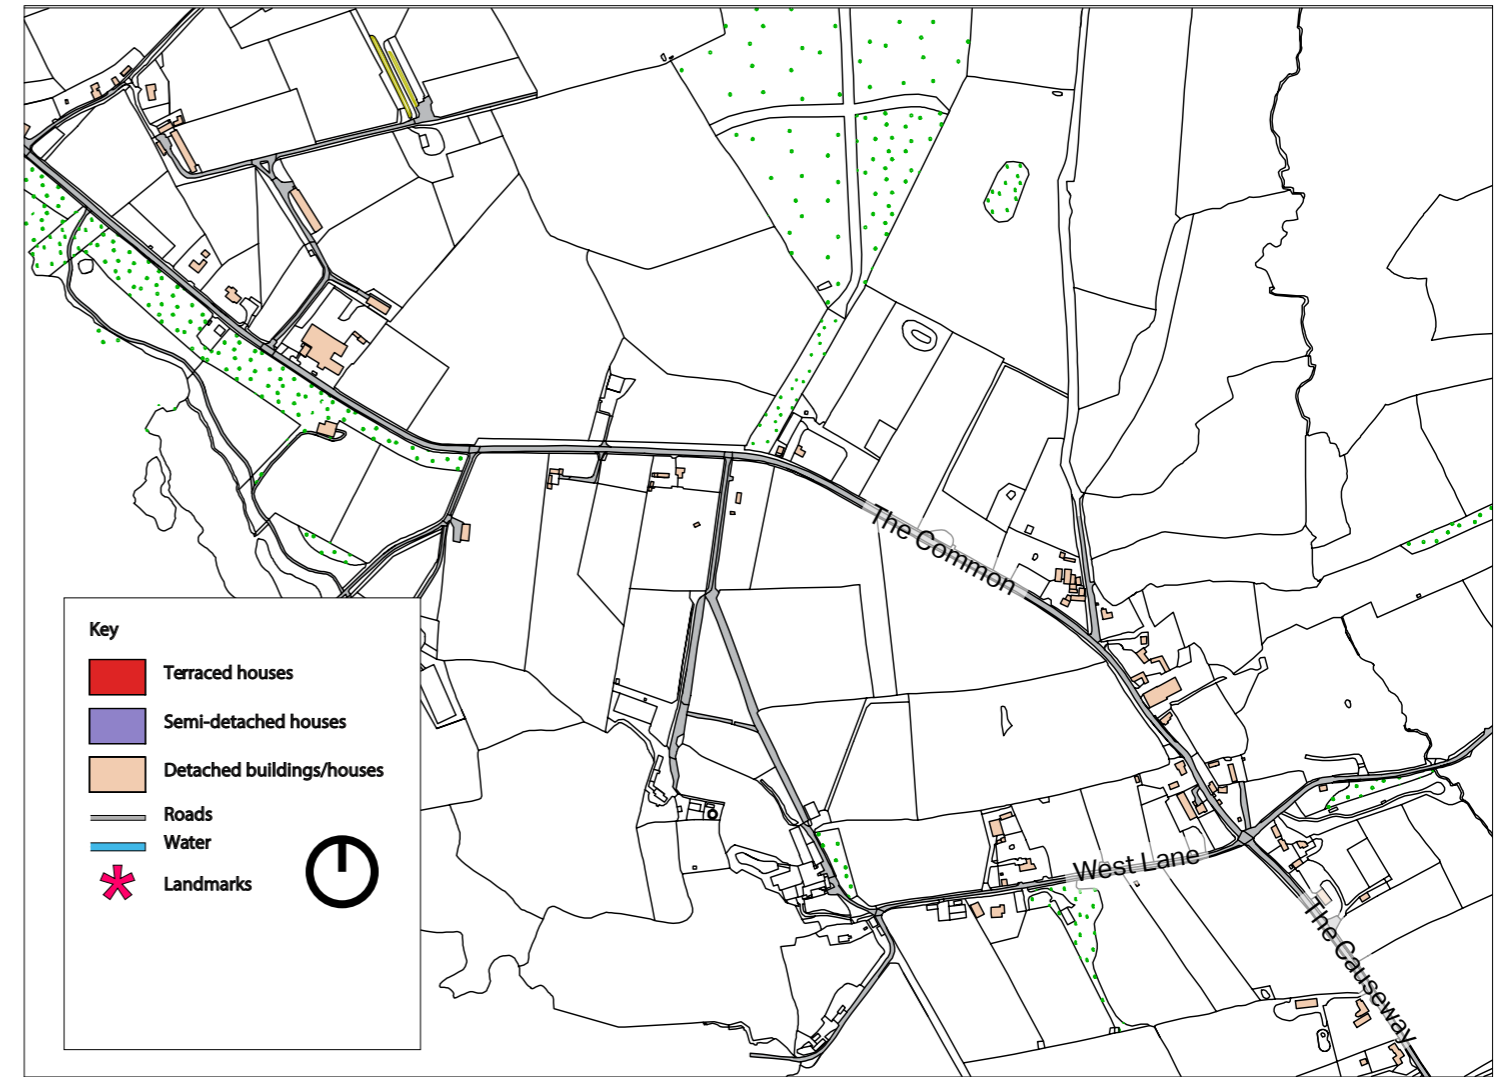 The Common
West Lane
The Causeway
Key
Terraced houses
Semi-detached houses
Detached buildings/houses
Roads
Water
Landmarks